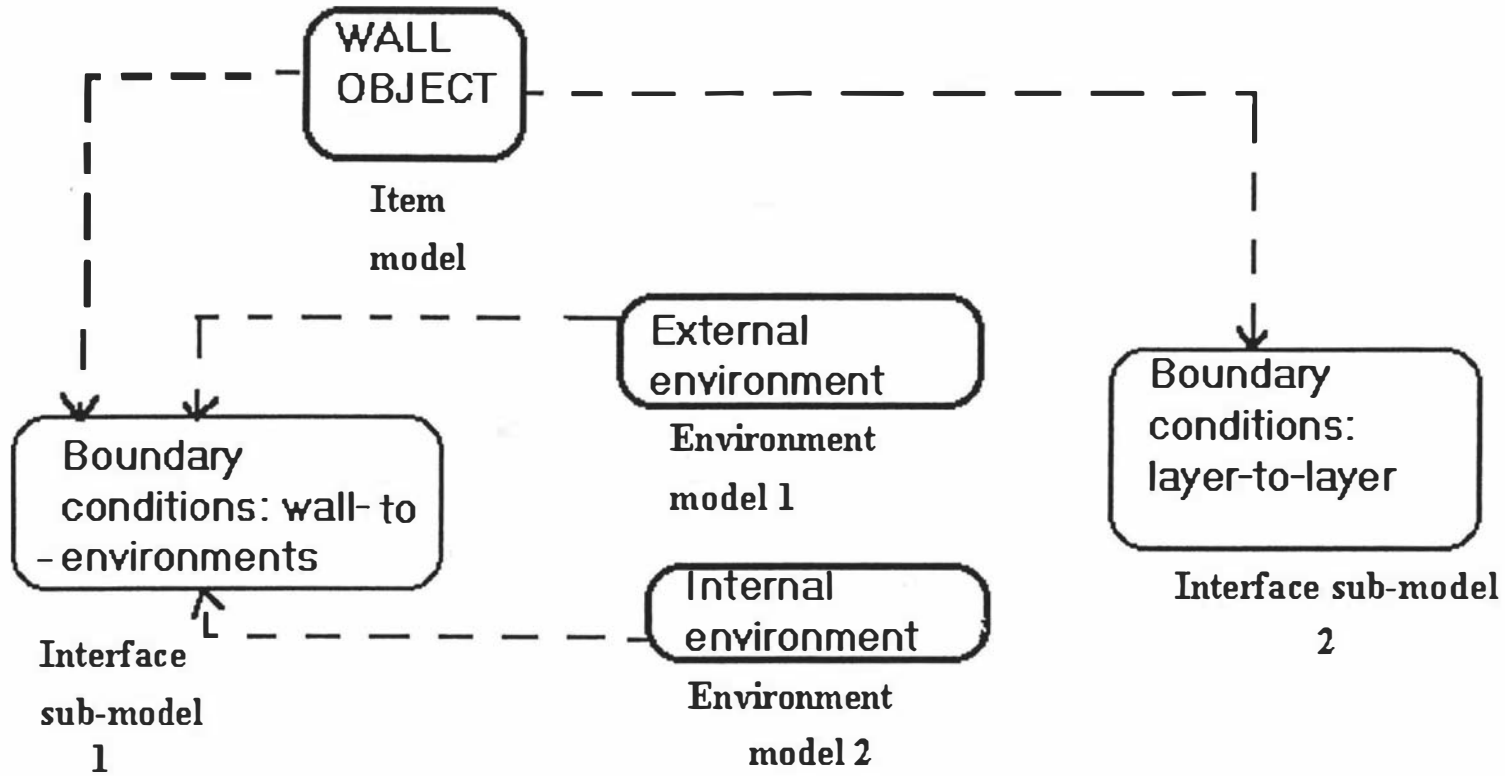 WALL
OBJECT
Item
model
External
environment
Environment
model 1
Boundary
conditions: wall-to
-environments
Interface
sub-model
1
Internal
environment
Environment
model 2
Boundary
conditions:
layer-to-layer
Interface sub-model
2